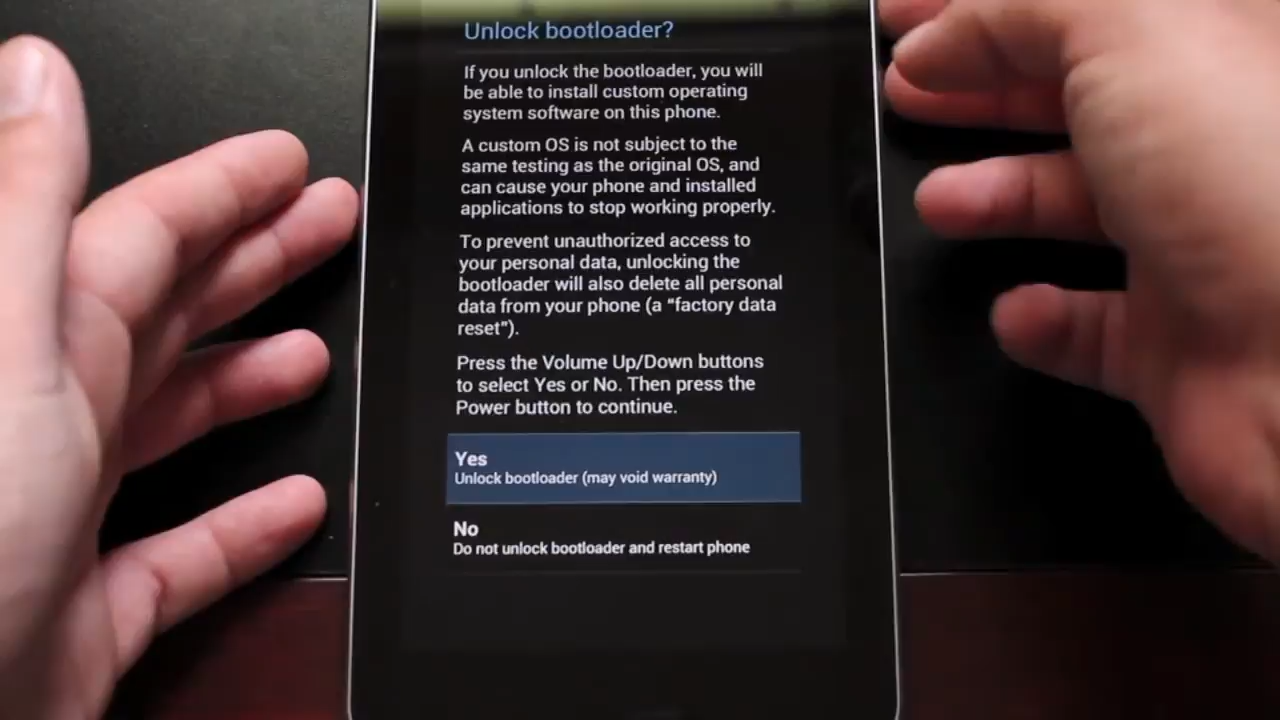 Unlock bootloader?
If you unlock the bootloader, you will
be able to install custom operating
system software on this phone.
A custom OS is not subject to the
same testing as the original OS, and
can cause your phone and installed
applications to stop working properly.
To prevent unauthorized access to
your personal data, unlocking the
bootloader will also delete all personal
data from your phone (a “factory data
reset”).
Press the Volume Up/Down buttons
to select Yes or No. Then press the
Power button to continue.
Yes
Unlock bootloader (may void warranty)
No
Do not unlock bootloader and restart phone